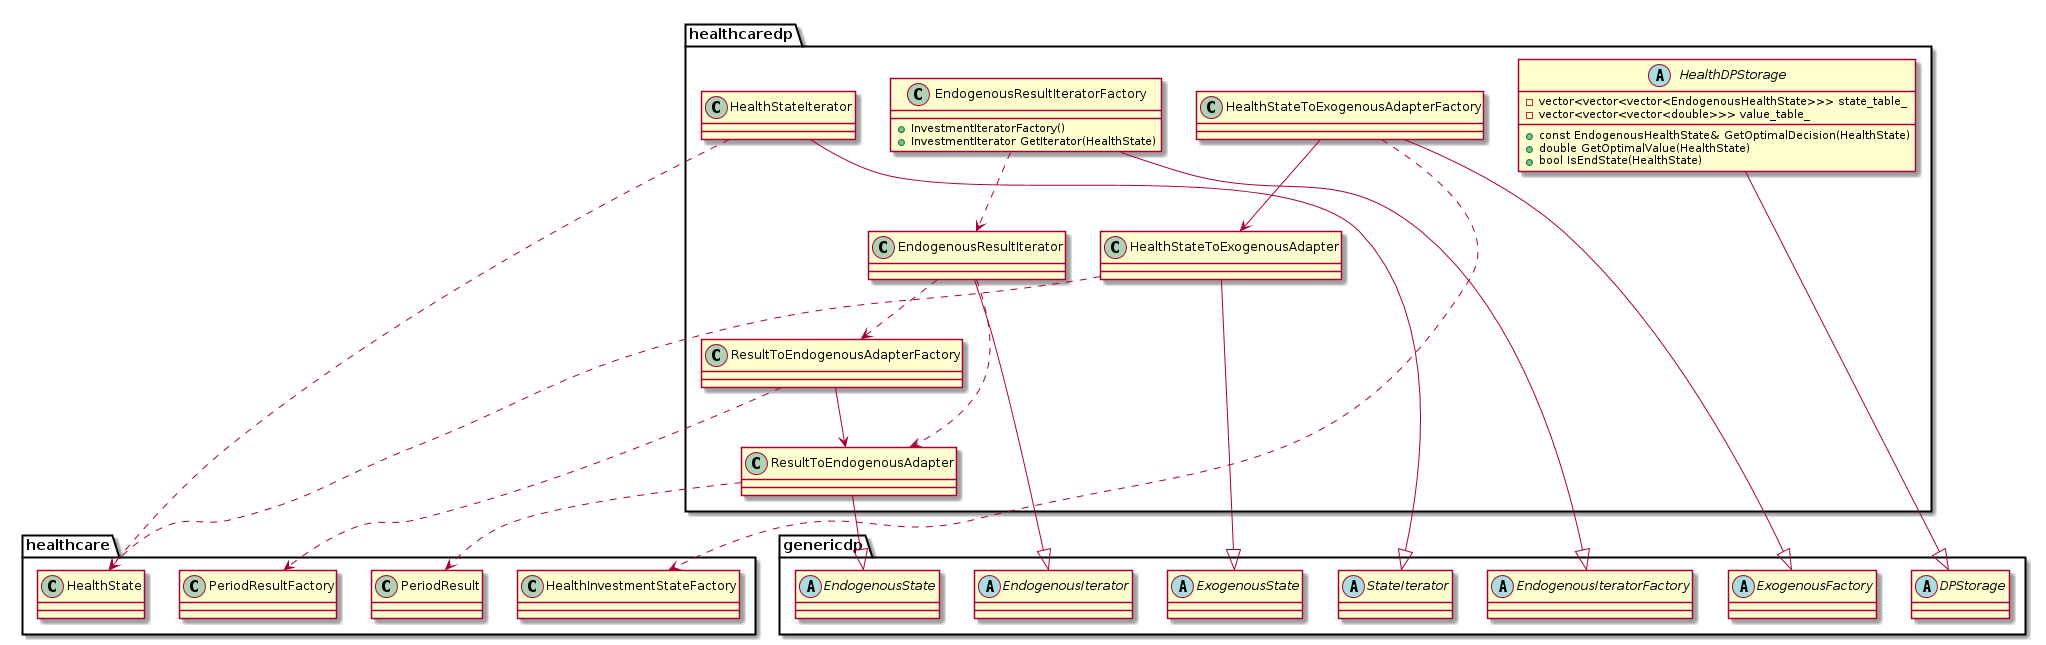 healthcaredp
C HealthStateIterator
C EndogenousResultIteratorFactory
InvestmentIteratorFactory()
InvestmentIterator GetIterator(HealthState)
C HealthStateToExogenousAdapterFactory
A HealthDPStorage
vector<vector<vector<EndogenousHealthState>>> state_table_
vector<vector<vector<double>>> value_table_
const EndogenousHealthState& GetOptimalDecision(HealthState)
double GetOptimalValue(HealthState)
bool IsEndState(HealthState)
C EndogenousResultIterator
C HealthStateToExogenousAdapter
C ResultToEndogenousAdapterFactory
C ResultToEndogenousAdapter
healthcare
C HealthState
C PeriodResultFactory
C PeriodResult
C HealthInvestmentStateFactory
genericdp
A EndogenousState
A EndogenousIterator
A ExogenousState
A StateIterator
A EndogenousIteratorFactory
A ExogenousFactory
A DPStorage